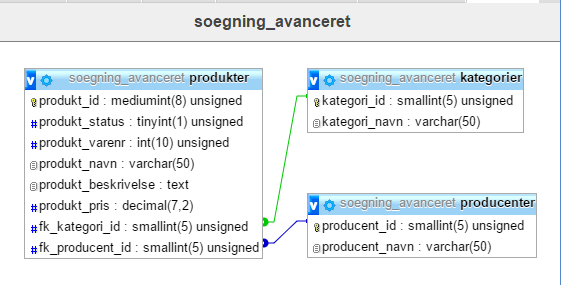 soegning_avanceret
soegning_avanceret produkter
produkt_id : mediumint(8) unsigned
produkt_status : tinyint(1) unsigned
produkt_varenr : int(10) unsigned
produkt_navn : varchar(50)
produkt_beskrivelse : text
produkt_pris : decimal(7,2)
fk_kategori_id : smallint(5) unsigned
fk_producent_id : smallint(5) unsigned
soegning_avanceret kategorier
kategori_id : smallint(5) unsigned
kategori_navn : varchar(50)
soegning_avanceret producenter
producent_id : smallint(5) unsigned
producent_navn : varchar(50)